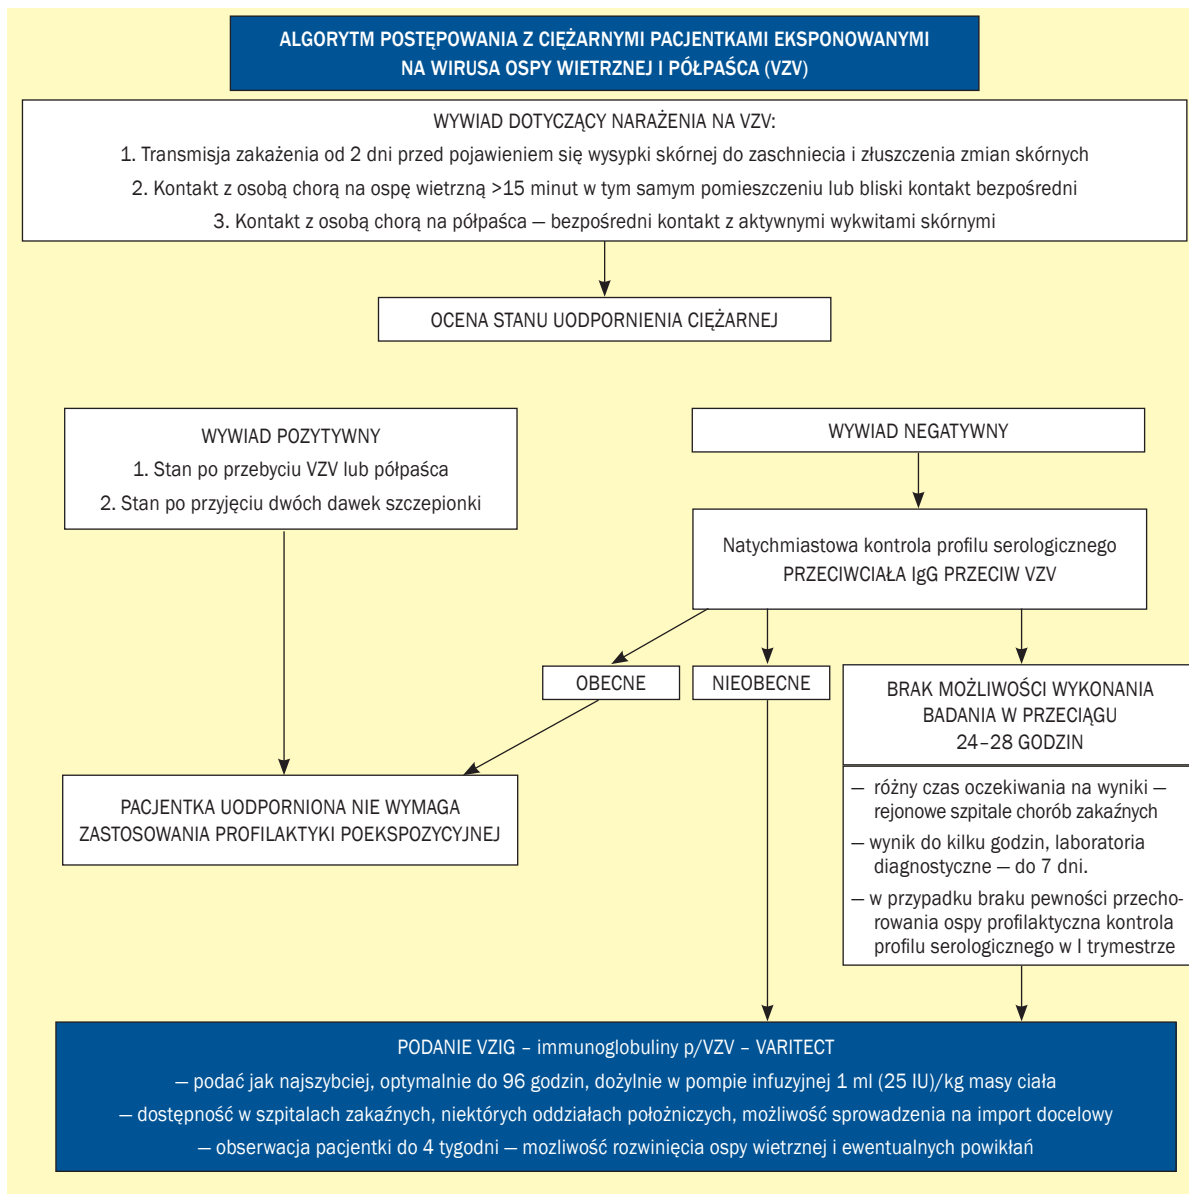 ALGORYTM POSTĘPOWANIA Z CIĘŻARNYMI PACJENTKAMI EKSPONOWANYMI
NA WIRUSA OSPY WIETRZNEJ I PÓŁPAŚCA (VZV)
WYWIAD DOTYCZĄCY NARAŻENIA NA VZV:
1. Transmisja zakażenia od 2 dni przed pojawieniem się wysypki skórnej do zaschniecia i złuszczenia zmian skórnych
2. Kontakt z osobą chorą na ospę wietrzną >15 minut w tym samym pomieszczeniu lub bliski kontakt bezpośredni
3. Kontakt z osobą chorą na półpaśca — bezpośredni kontakt z aktywnymi wykwitami skórnymi
OCENA STANU UODPORNIENIA CIĘŻARNEJ
WYWIAD POZYTYWNY
1. Stan po przebyciu VZV lub półpaśca
2. Stan po przyjęciu dwóch dawek szczepionki
WYWIAD NEGATYWNY
Natychmiastowa kontrola profilu serologicznego
PRZECIWCIAŁA IgG PRZECIW VZV
OBECNE
NIEOBECNE
BRAK MOŻLIWOŚCI WYKONANIA
BADANIA W PRZECIĄGU
24–28 GODZIN
— różny czas oczekiwania na wyniki —
rejonowe szpitale chorób zakaźnych
— wynik do kilku godzin, laboratoria
diagnostyczne — do 7 dni.
— w przypadku braku pewności przecho-
rowania ospy profilaktyczna kontrola
profilu serologicznego w I trymestrze
PACJENTKA UODPORNIONA NIE WYMAGA
ZASTOSOWANIA PROFILAKTYKI POEKSPOZYCYJNEJ
PODANIE VZIG – immunoglobuliny p/VZV – VARITECT
— podać jak najszybciej, optymalnie do 96 godzin, dożylnie w pompie infuzyjnej 1 ml (25 IU)/kg masy ciała
— dostępność w szpitalach zakaźnych, niektórych oddziałach położniczych, możliwość sprowadzenia na import docelowy
— obserwacja pacjentki do 4 tygodni — mozliwość rozwinięcia ospy wietrznej i ewentualnych powikłań